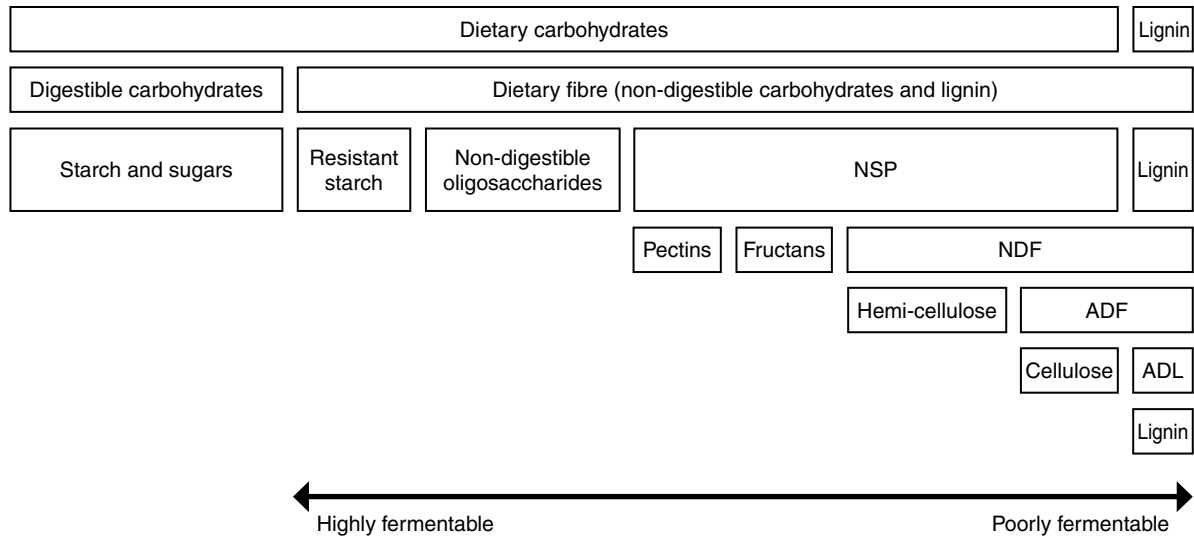 Dietary carbohydrates
Lignin
Digestible carbohydrates
Dietary fibre (non-digestible carbohydrates and lignin)
Starch and sugars
Resistant
starch
Non-digestible
oligosaccharides
NSP
Lignin
Pectins
Fructans
NDF
Hemi-cellulose
ADF
Cellulose
ADL
Lignin
Highly fermentable
Poorly fermentable